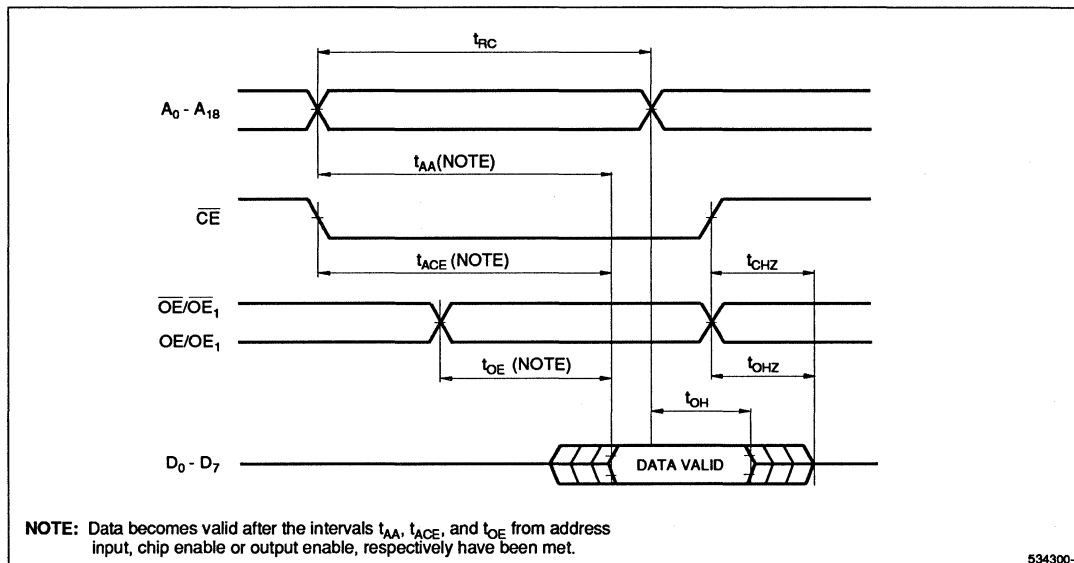 tRC
A0 - A18
tAA(NOTE)
CE
tACE (NOTE)
tCHZ
OE/OE1
OE/OE1
tOE (NOTE)
tOHZ
tOH
D0 - D7
DATA VALID
NOTE: Data becomes valid after the intervals tAA, tACE, and tOE from address
input, chip enable or output enable, respectively have been met.
534300-